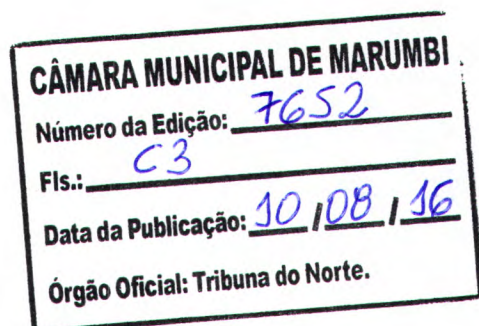 CÂMARA MUNICIPAL DE MARUMBI
Número da Edição: 7652
Fls.: C3
Data da Publicação: 10 / 08 / 16
Órgão Oficial: Tribuna do Norte.